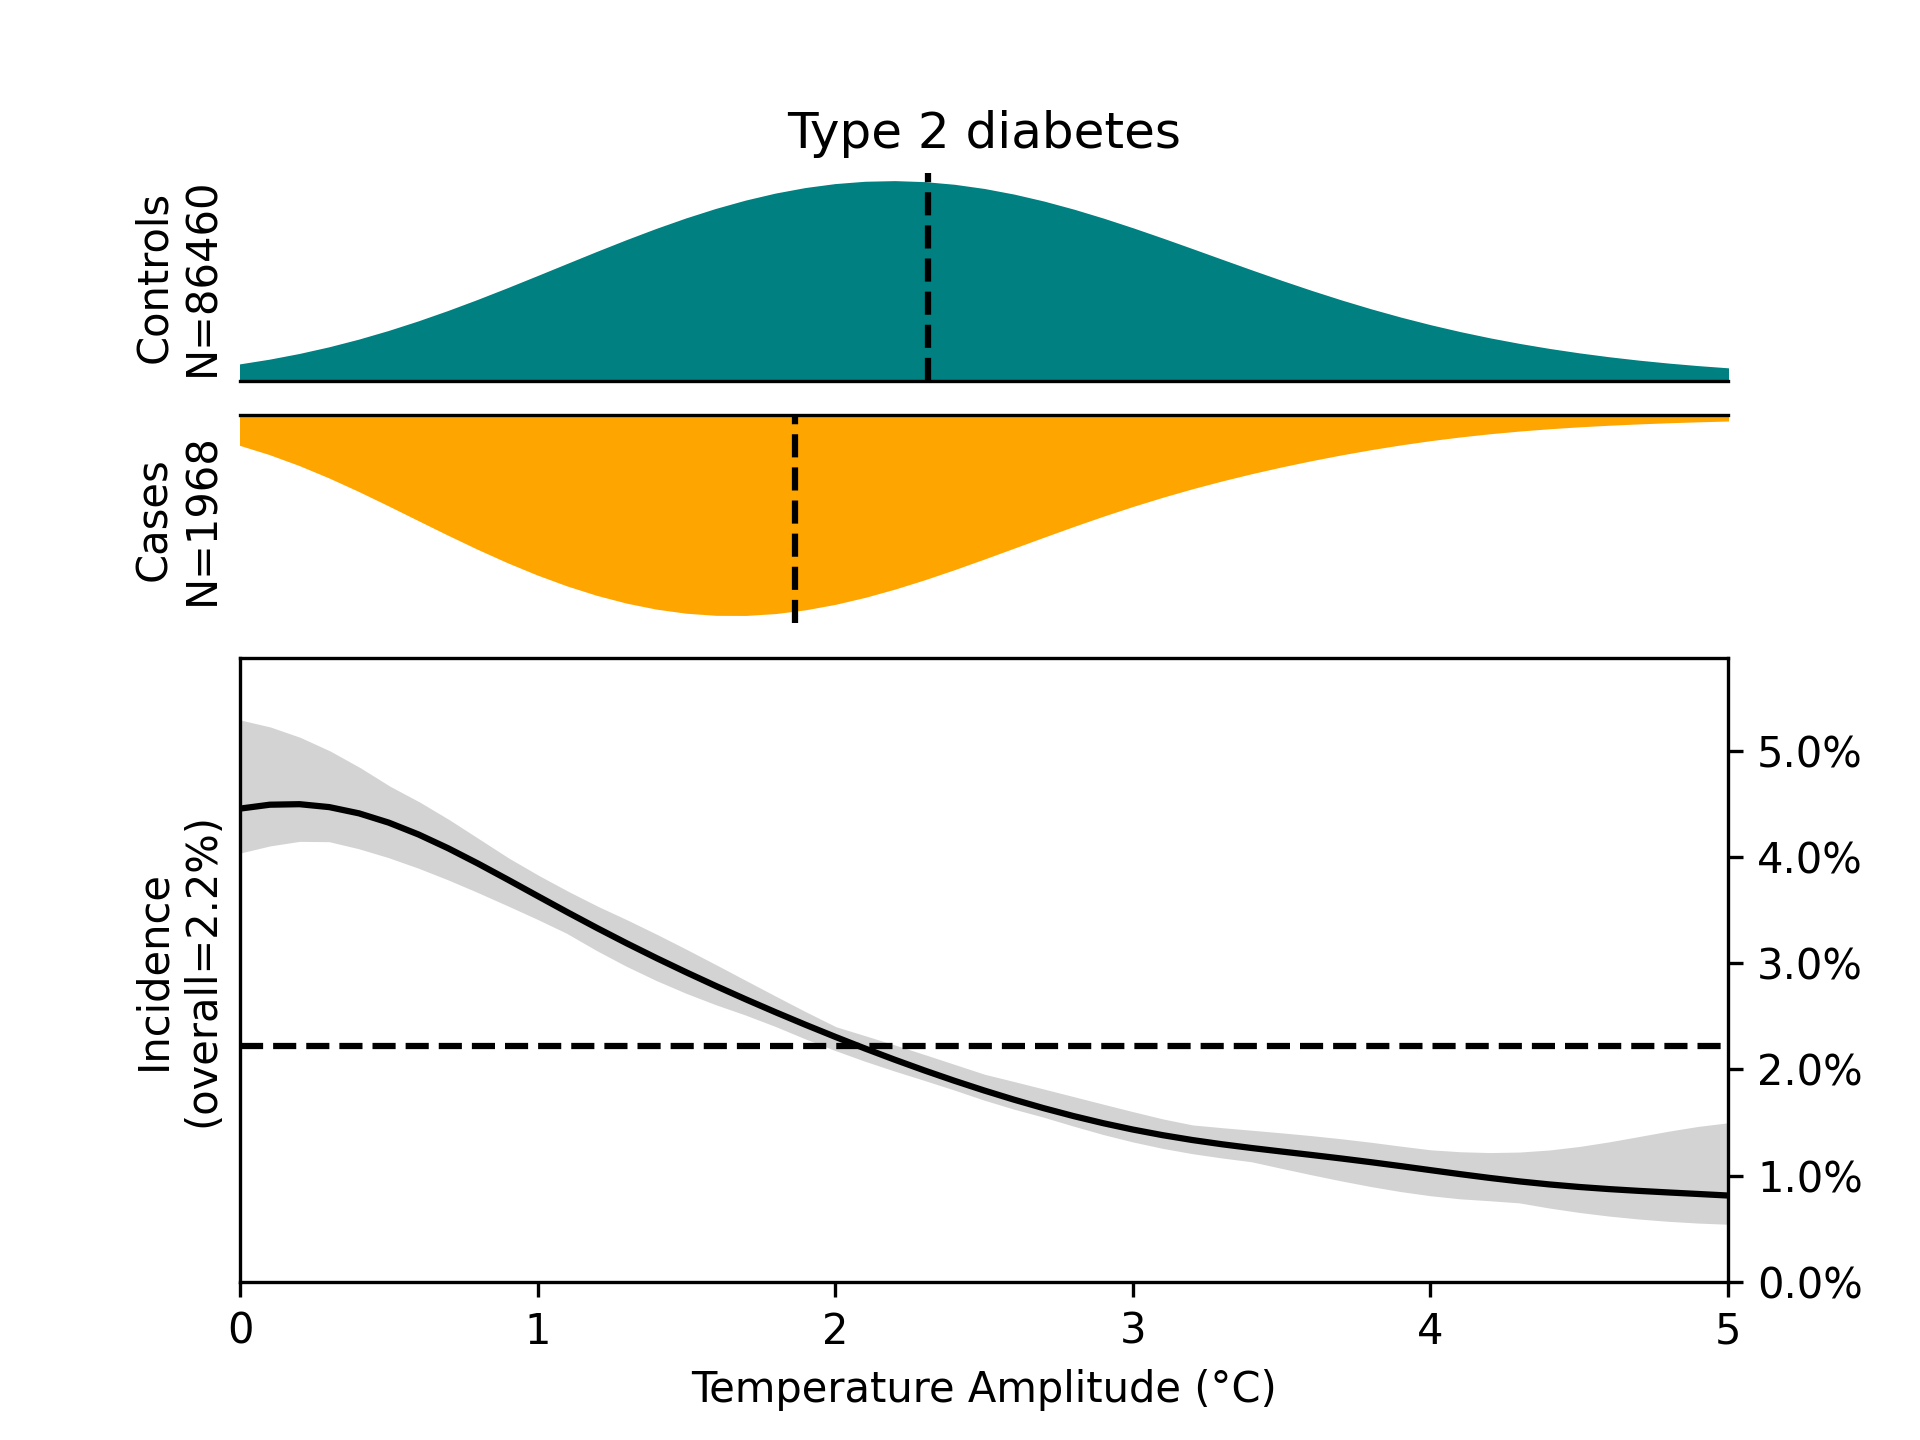 Type 2 diabetes
Controls
N=86460
Cases
N=1968
Incidence
(overall=2.2%)
5.0%
4.0%
3.0%
2.0%
1.0%
0.0%
0 1 2 3 4 5
Temperature Amplitude (°C)